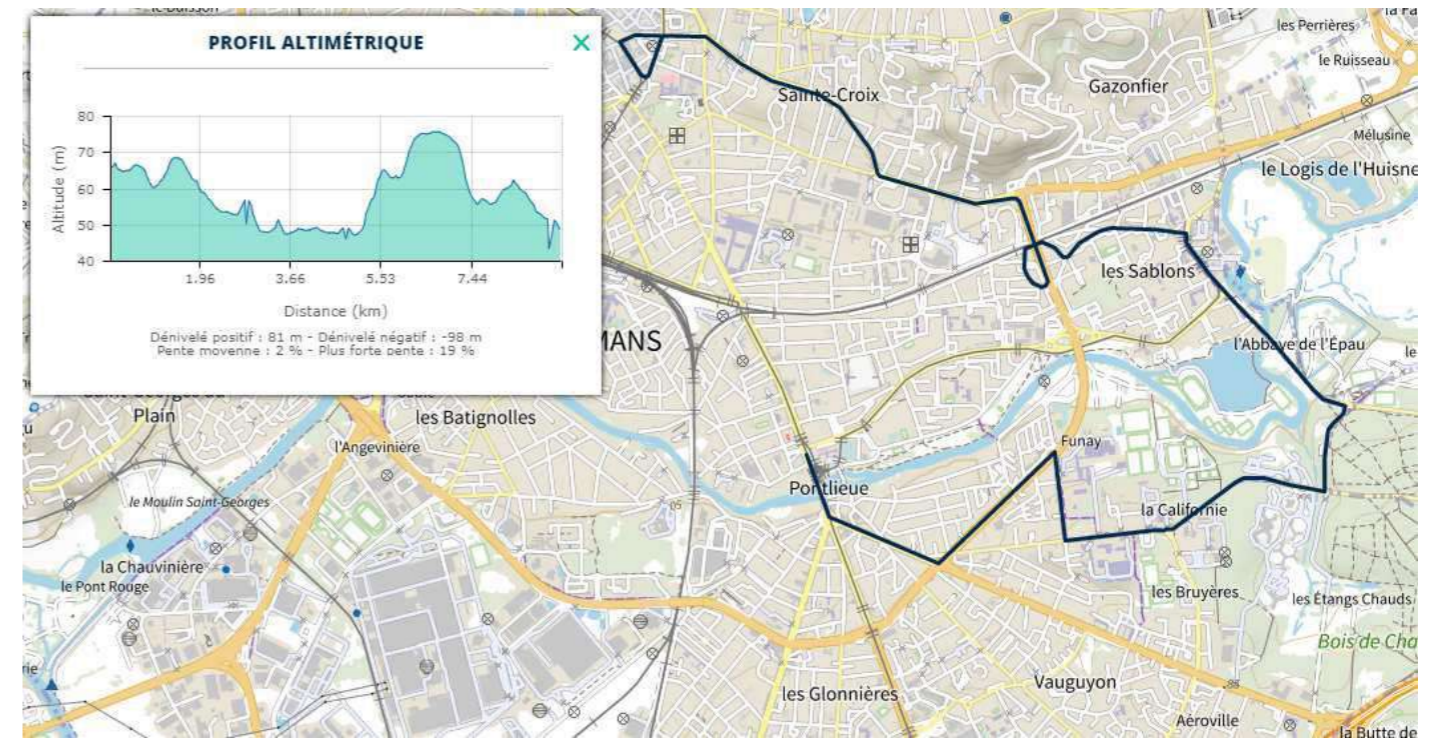 PROFIL ALTIMÉTRIQUE
×
80
70
60
50
40
Altitude (m)
1.96
3.66
5.53
7.44
Distance (km)
Dénivelé positif : 81 m - Dénivelé négatif : -98 m
Pente moyenne : 2 % - Plus forte pente : 19 %
les Perrières
le Ruisseau
Gazonfier
Sainte-Croix
Mélusine
le Logis de l'Huisne
les Sablons
l'Abbaye de l'Épau
MANS
Plain
les Batignolles
l'Angevinière
Funay
Pontlieue
le Moulin Saint-Georges
la Californie
la Chauvinière
le Pont Rouge
les Bruyères
les Étangs Chauds
Bois de Cha
Vauguyon
les Glonnières
Aéroville
la Butte de